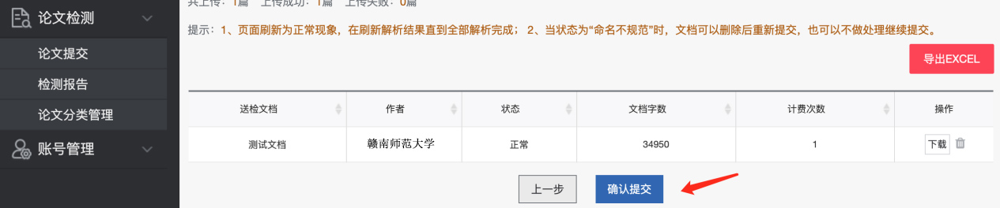 共上传：1篇 上传成功：1篇 上传失败：0篇
论文检测
提示：1、页面刷新为正常现象，在刷新解析结果直到全部解析完成； 2、当状态为“命名不规范”时，文档可以删除后重新提交，也可以不做处理继续提交。
论文提交
导出EXCEL
检测报告
论文分类管理
送检文档 作者 状态 文档字数 计费次数 操作
账号管理
测试文档 赣南师范大学 正常 34950 1 下载
上一步 确认提交